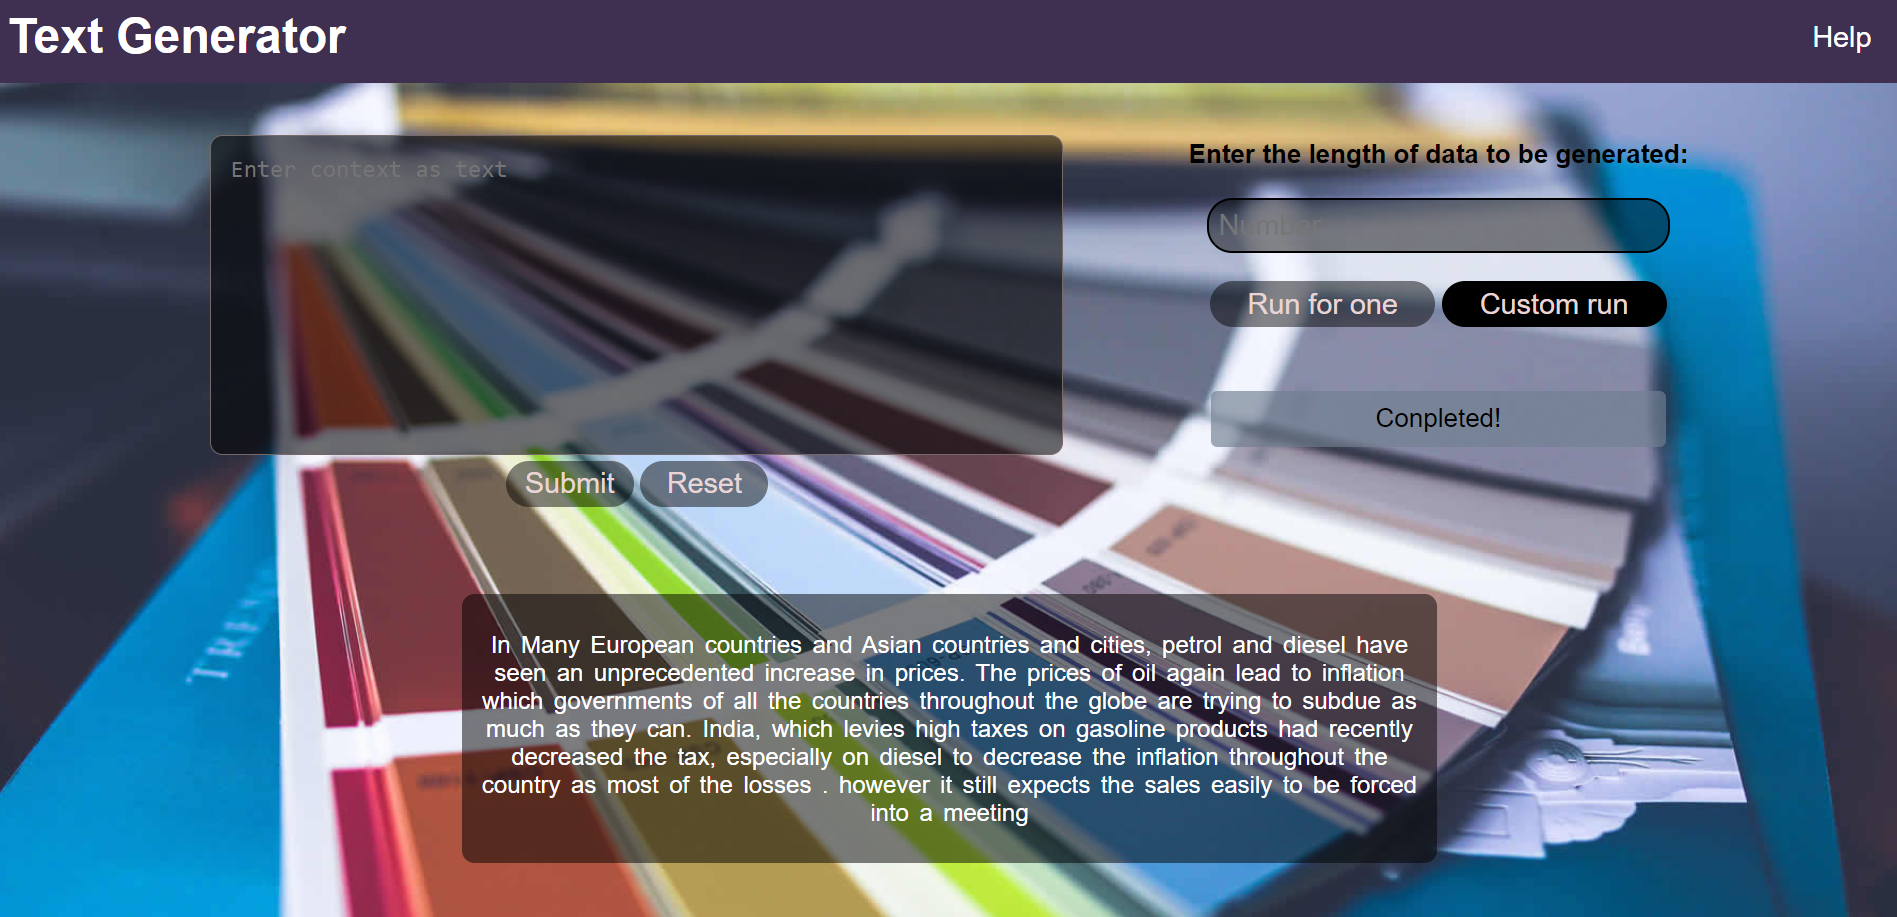 Text Generator
Help
Enter context as text
Enter the length of data to be generated:
Number
Run for one
Custom run
Conpleted!
Submit
Reset
In Many European countries and Asian countries and cities, petrol and diesel have
seen an unprecedented increase in prices. The prices of oil again lead to inflation
which governments of all the countries throughout the globe are trying to subdue as
much as they can. India, which levies high taxes on gasoline products had recently
decreased the tax, especially on diesel to decrease the inflation throughout the
country as most of the losses . however it still expects the sales easily to be forced
into a meeting